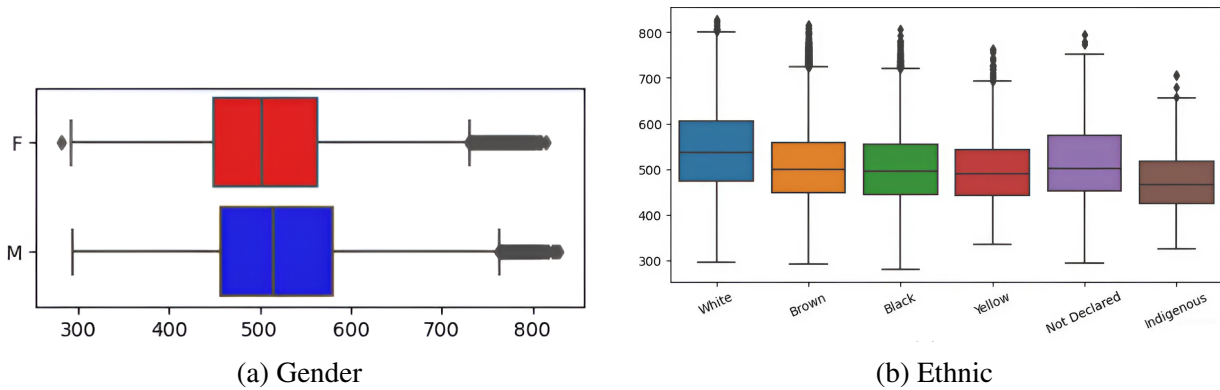 F
M
300 400 500 600 700 800
(a) Gender
800
700
600
500
400
300
White Brown Black Yellow Not Declared Indigenous
(b) Ethnic